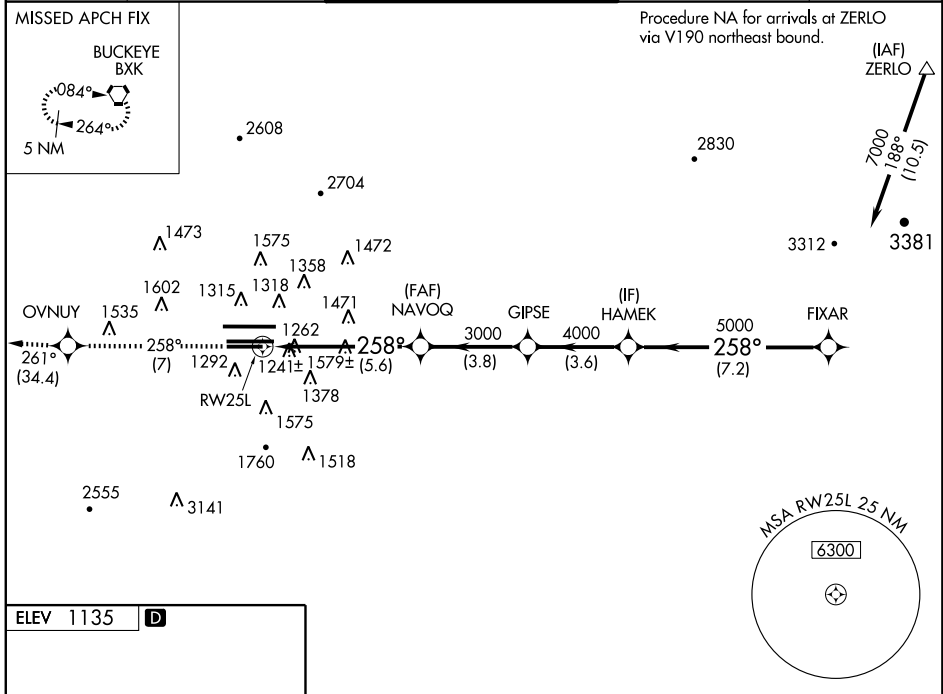 MISSED APCH FIX
BUCKEYE
BXK
084°
264°
5 NM
Procedure NA for arrivals at ZERLO
via V190 northeast bound.
(IAF)
ZERLO
7000
188°
(10.5)
2608
2830
2704
3312
3381
1473
1575
1472
1358
1602
1315
1318
1535
1471
OVNUY
(FAF)
NAVOQ
GIPSE
(IF)
HAMEK
FIXAR
1262
3000
4000
5000
261°
(34.4)
258°
(7)
258°
(5.6)
(3.8)
(3.6)
258°
(7.2)
1292
1241±
1579±
RW25L
1378
1575
1760
1518
2555
3141
MSA RW25L 25 NM
6300
ELEV 1135 D